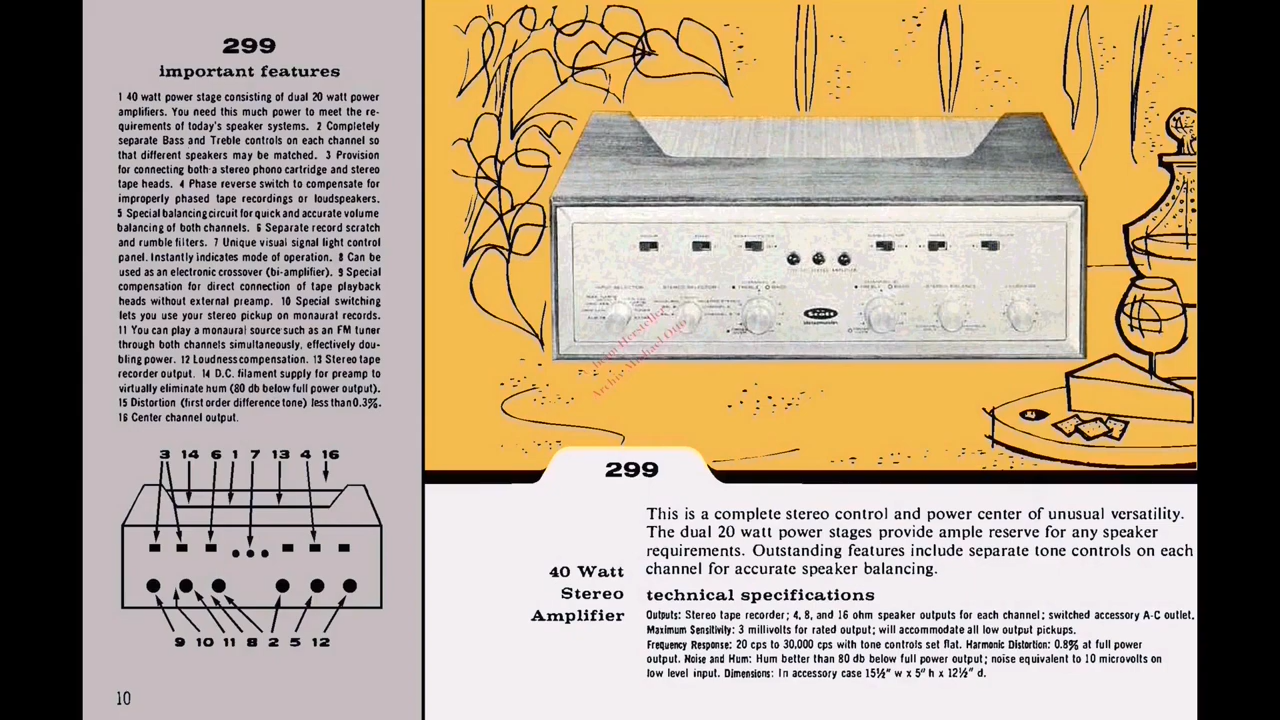 299
important features
1 40 watt power stage consisting of dual 20 watt power
amplifiers. You need this much power to meet the re-
quirements of today's speaker systems. 2 Completely
separate Bass and Treble controls on each channel so
that different speakers may be matched. 3 Provision
for connecting both a stereo phono cartridge and stereo
tape heads. 4 Phase reverse switch to compensate for
improperly phased tape recordings or loudspeakers.
5 Special balancing circuit for quick and accurate volume
balancing of both channels. 6 Separate record scratch
and rumble filters. 7 Unique visual signal light control
panel. Instantly indicates mode of operation. 8 Can be
used as an electronic crossover (bi-amplifier). 9 Special
compensation for direct connection of tape playback
heads without external preamp. 10 Special switching
lets you use your stereo pickup on monaural records.
11 You can play a monaural source such as an FM tuner
through both channels simultaneously, effectively dou-
bling power. 12 Loudness compensation. 13 Stereo tape
recorder output. 14 D.C. filament supply for preamp to
virtually eliminate hum (80 db below full power output).
15 Distortion (first order difference tone) less than 0.3%.
16 Center channel output.
3 14 6 1 7 13 4 16
9 10 11 8 2 5 12
10
INPUT SELECTOR STEREO SELECTOR TREBLE BASS TREBLE BASS STEREO BALANCE LOUDNESS
Scott
299
40 Watt
Stereo
Amplifier
This is a complete stereo control and power center of unusual versatility.
The dual 20 watt power stages provide ample reserve for any speaker
requirements. Outstanding features include separate tone controls on each
channel for accurate speaker balancing.
technical specifications
Outputs: Stereo tape recorder; 4, 8, and 16 ohm speaker outputs for each channel; switched accessory A-C outlet.
Maximum Sensitivity: 3 millivolts for rated output; will accommodate all low output pickups.
Frequency Response: 20 cps to 30,000 cps with tone controls set flat. Harmonic Distortion: 0.8% at full power
output. Noise and Hum: Hum better than 80 db below full power output; noise equivalent to 10 microvolts on
low level input. Dimensions: In accessory case 15½" w x 5" h x 12½" d.